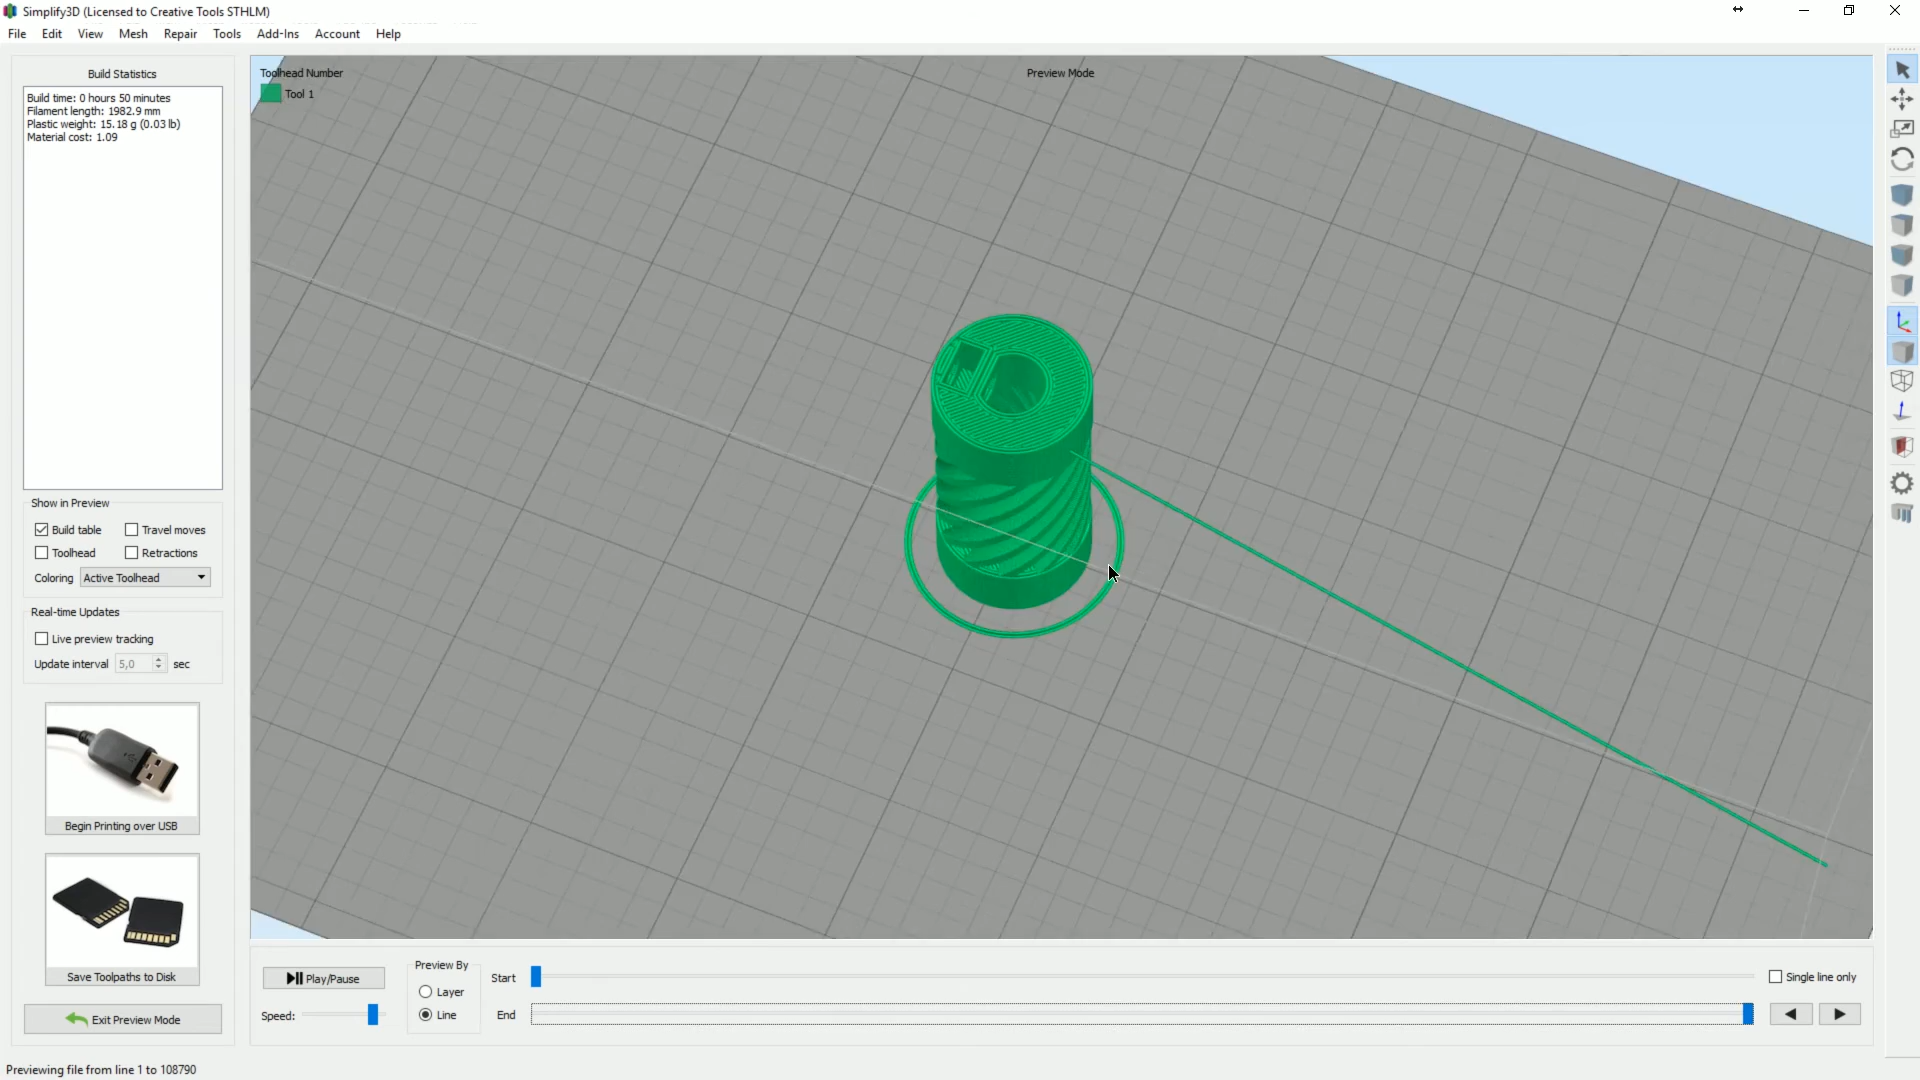 Simplify3D (Licensed to Creative Tools STHLM)
File Edit View Mesh Repair Tools Add-Ins Account Help
Build Statistics
Build time: 0 hours 50 minutes
Filament length: 1982.9 mm
Plastic weight: 15.18 g (0.03 lb)
Material cost: 1.09
Toolhead Number
Tool 1
Preview Mode
Show in Preview
Build table
Travel moves
Toolhead
Retractions
Coloring Active Toolhead
Real-time Updates
Live preview tracking
Update interval 5,0 sec
Begin Printing over USB
Save Toolpaths to Disk
Exit Preview Mode
Play/Pause
Speed:
Preview By
Layer
Line
Start
End
Single line only
Previewing file from line 1 to 108790